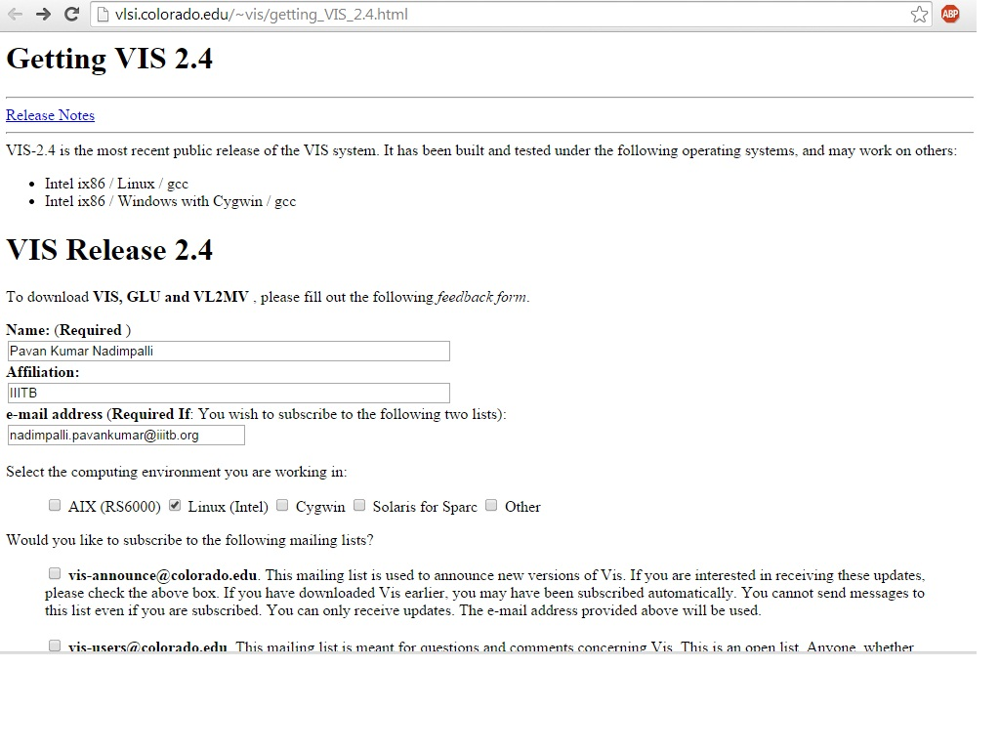 vlsi.colorado.edu/~vis/getting_VIS_2.4.html
ABP
Getting VIS 2.4
Release Notes
VIS-2.4 is the most recent public release of the VIS system. It has been built and tested under the following operating systems, and may work on others:
• Intel ix86 / Linux / gcc
• Intel ix86 / Windows with Cygwin / gcc
VIS Release 2.4
To download VIS, GLU and VL2MV , please fill out the following feedback form.
Name: (Required )
Pavan Kumar Nadimpalli
Affiliation:
IIITB
e-mail address (Required If: You wish to subscribe to the following two lists):
nadimpalli.pavankumar@iiitb.org
Select the computing environment you are working in:
AIX (RS6000) Linux (Intel) Cygwin Solaris for Sparc Other
Would you like to subscribe to the following mailing lists?
vis-announce@colorado.edu. This mailing list is used to announce new versions of Vis. If you are interested in receiving these updates,
please check the above box. If you have downloaded Vis earlier, you may have been subscribed automatically. You cannot send messages to
this list even if you are subscribed. You can only receive updates. The e-mail address provided above will be used.
vis-users@colorado.edu. This mailing list is meant for questions and comments concerning Vis. This is an open list. Anyone, whether